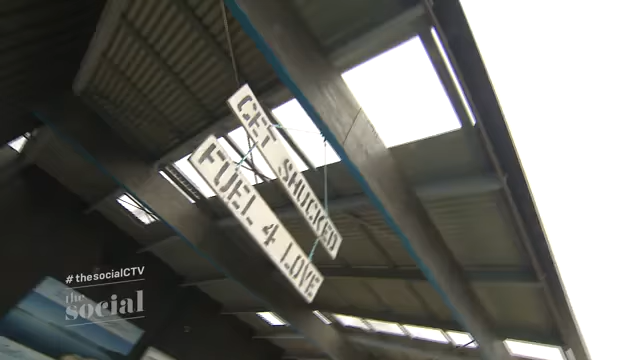 GET SHUCKED
FUEL 4 LOVE
#thesocialCTV
the
social